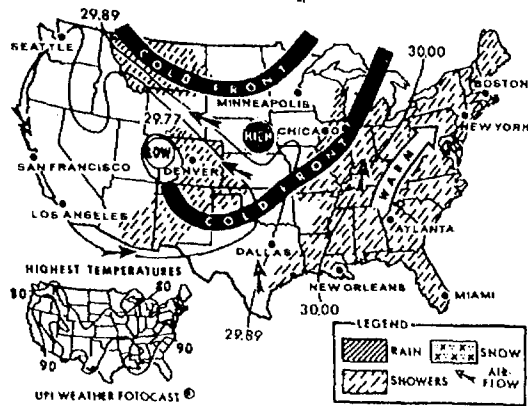 29.89
30.00
SEATTLE
COLD FRONT
MINNEAPOLIS
BOSTON
29.77
HIGH
CHICAGO
NEW YORK
LOW
SAN FRANCISCO
DENVER
WARM
COLD FRONT
LOS ANGELES
ATLANTA
DALLAS
HIGHEST TEMPERATURES
80
80
NEW ORLEANS
MIAMI
29.89
30.00
LEGEND
RAIN
SNOW
SHOWERS
AIR-
FLOW
90
90
UPI WEATHER FOTOCAST